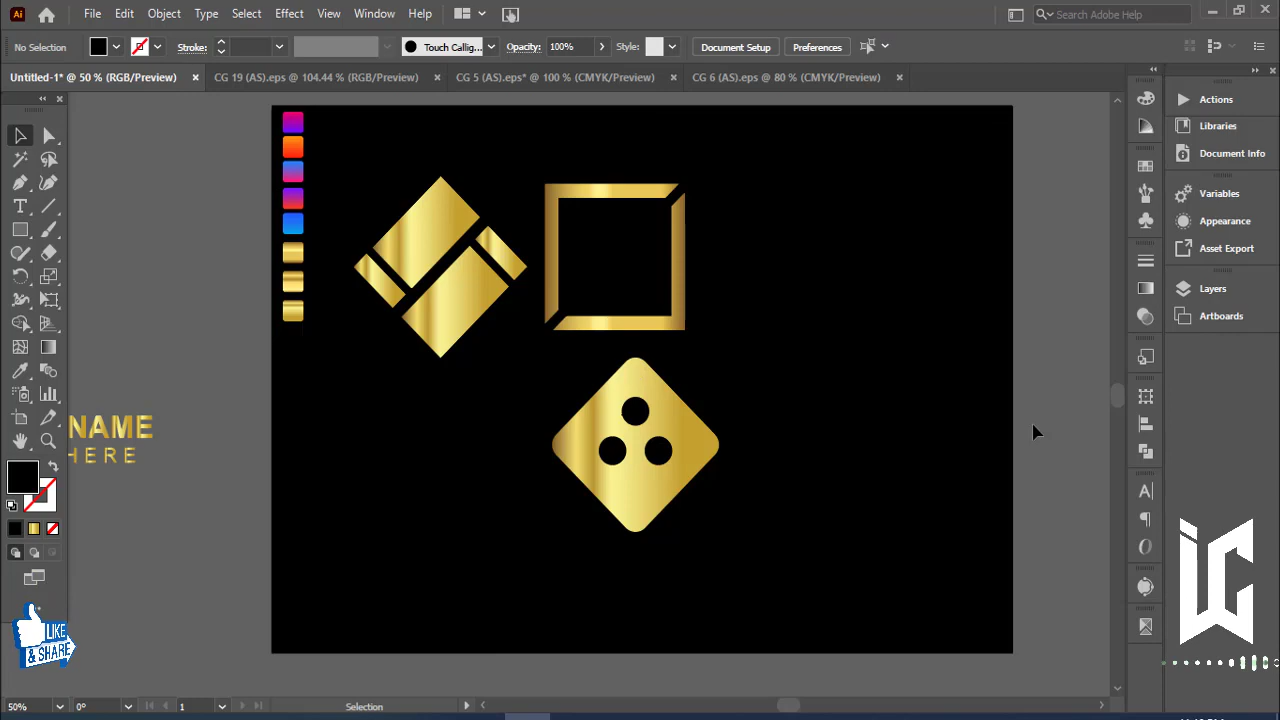 Ai File Edit Object Type Select Effect View Window Help Search Adobe Help
No Selection Stroke: Touch Callig... Opacity: 100% Style: Document Setup Preferences
Untitled-1* @ 50 % (RGB/Preview) CG 19 (AS).eps @ 104.44 % (RGB/Preview) CG 5 (AS).eps* @ 100 % (CMYK/Preview) CG 6 (AS).eps @ 80 % (CMYK/Preview)
Actions
Libraries
Document Info
Variables
Appearance
Asset Export
Layers
Artboards
NAME
HERE
LIKE
& SHARE
50% 0° 1 Selection